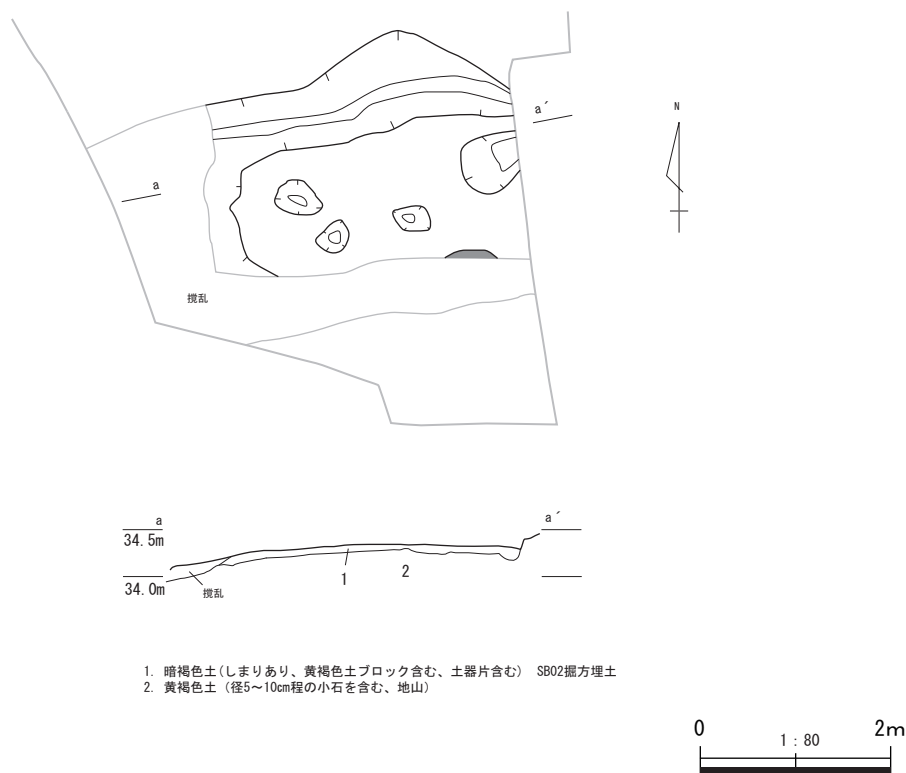 N
a´
a
撹乱
a
a´
34.5m
34.0m
1
2
撹乱
1. 暗褐色土(しまりあり、黄褐色土ブロック含む、土器片含む) SB02掘方埋土
2. 黄褐色土（径5〜10cm程の小石を含む、地山）
0 1：80 2m